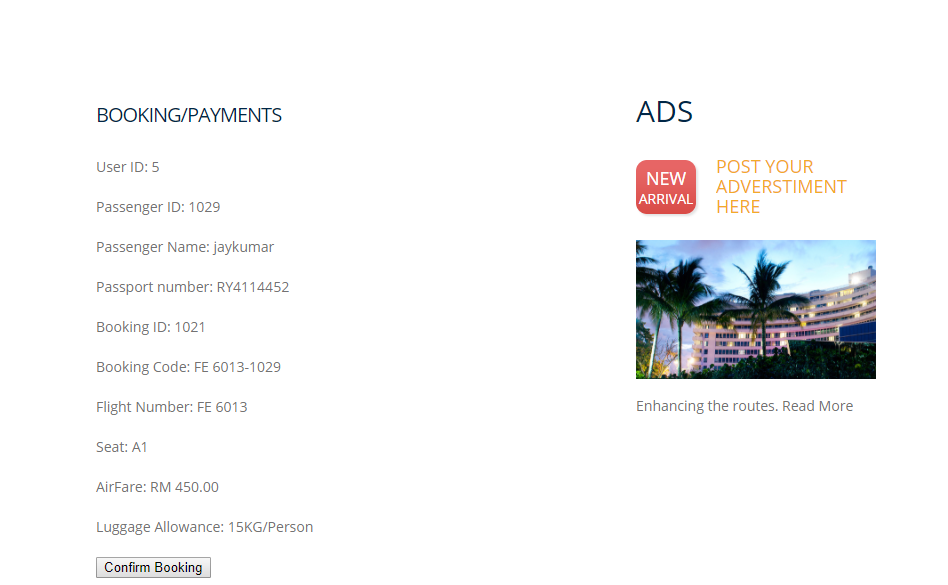 BOOKING/PAYMENTS
User ID: 5
Passenger ID: 1029
Passenger Name: jaykumar
Passport number: RY4114452
Booking ID: 1021
Booking Code: FE 6013-1029
Flight Number: FE 6013
Seat: A1
AirFare: RM 450.00
Luggage Allowance: 15KG/Person
Confirm Booking
ADS
NEW
ARRIVAL
POST YOUR
ADVERSTIMENT
HERE
Enhancing the routes. Read More